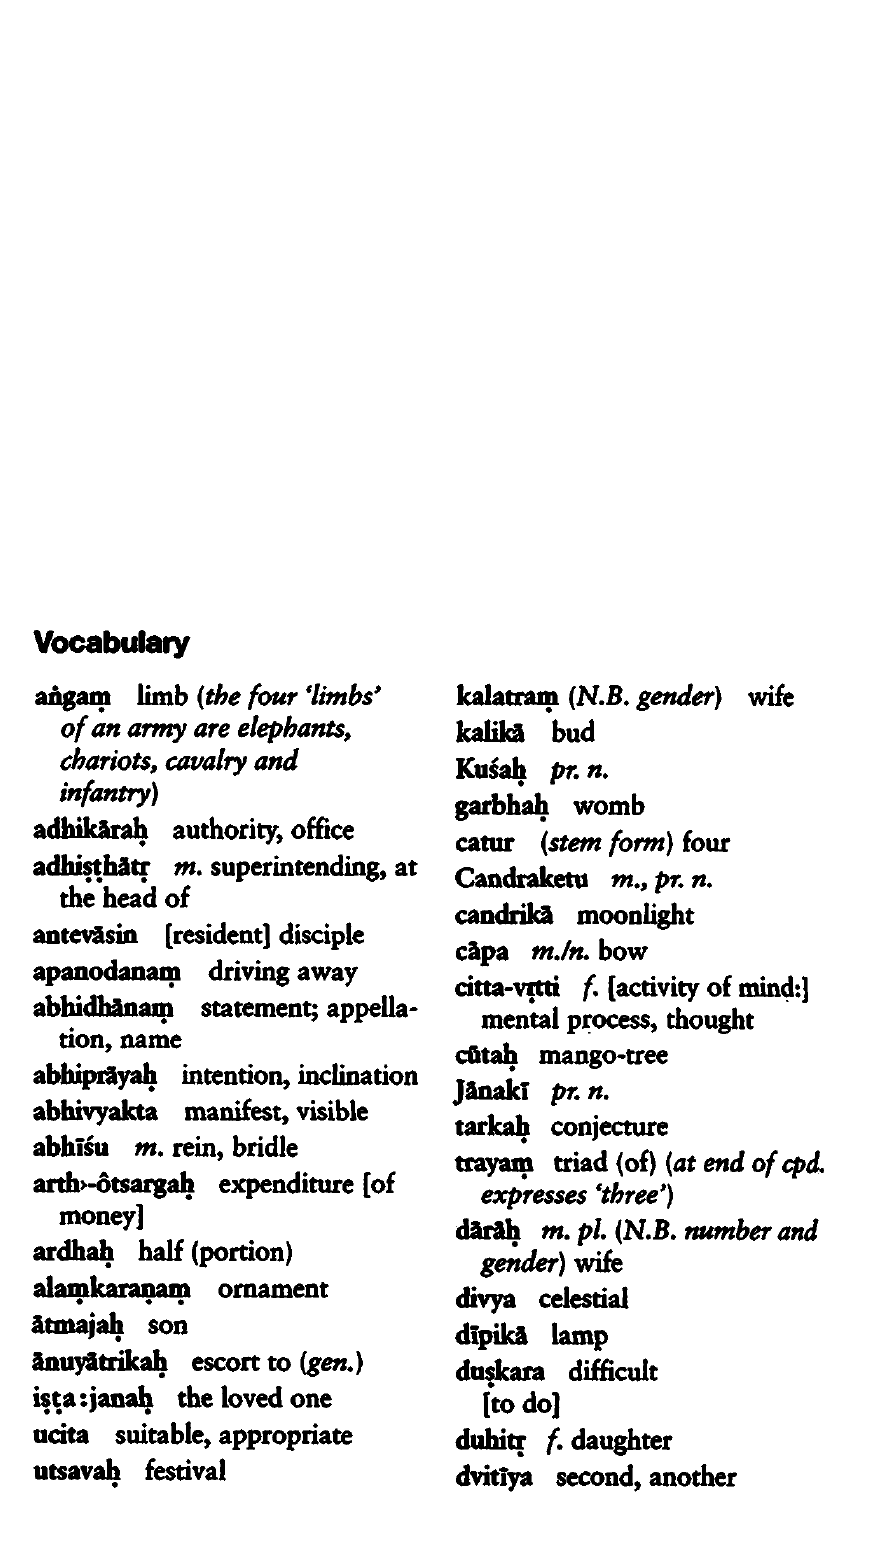 Vocabulary
aṅgaṃ limb (the four ‘limbs’
of an army are elephants,
chariots, cavalry and
infantry)
adhikāraḥ authority, office
adhiṣṭhātṛ m. superintending, at
the head of
antevāsin [resident] disciple
apanodanaṃ driving away
abhidhānaṃ statement; appella-
tion, name
abhiprāyaḥ intention, inclination
abhivyakta manifest, visible
abhīśu m. rein, bridle
arth›-ôtsargaḥ expenditure [of
money]
ardhaḥ half (portion)
alaṃkaraṇaṃ ornament
ātmajaḥ son
ānuyātrikaḥ escort to (gen.)
iṣṭa:janaḥ the loved one
ucita suitable, appropriate
utsavaḥ festival
kalatraṃ (N.B. gender) wife
kalikā bud
Kuśaḥ pr. n.
garbhaḥ womb
catur (stem form) four
Candraketu m., pr. n.
candrikā moonlight
cāpa m./n. bow
citta-vṛtti f. [activity of mind:]
mental process, thought
cūtaḥ mango-tree
Jānakī pr. n.
tarkaḥ conjecture
trayaṃ triad (of) (at end of cpd.
expresses ‘three’)
dārāḥ m. pl. (N.B. number and
gender) wife
divya celestial
dīpikā lamp
duṣkara difficult
[to do]
duhitṛ f. daughter
dvitīya second, another